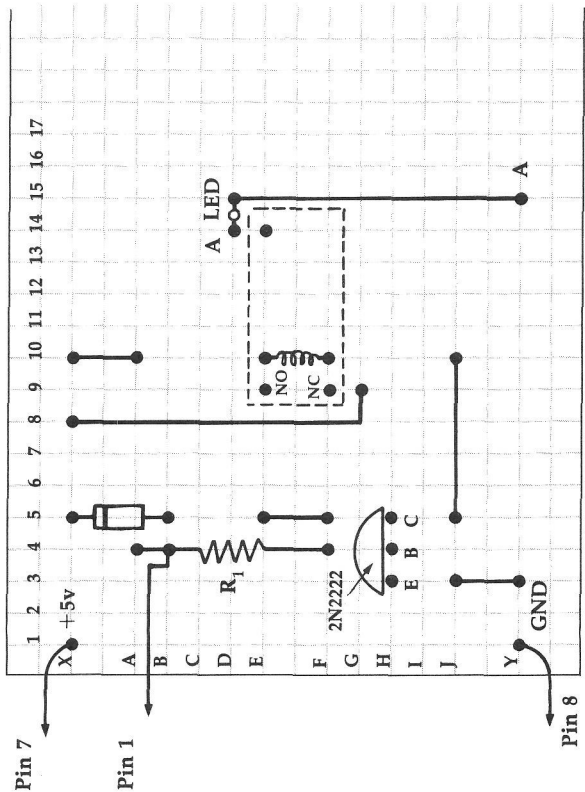 1 2 3 4 5 6 7 8 9 10 11 12 13 14 15 16 17
Pin 7
X
+5v
Pin 1
A
B
C
D
E
F
G
H
I
J
Y
R1
A
LED
NO
NC
2N2222
E B C
GND
A
Pin 8